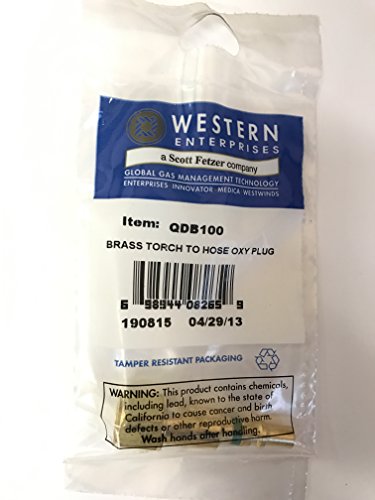 WESTERN
ENTERPRISES
a Scott Fetzer company
GLOBAL GAS MANAGEMENT TECHNOLOGY
ENTERPRISES INNOVATOR MEDICA WESTWINDS
Item: QDB100
BRASS TORCH TO HOSE OXY PLUG
6 98944 08265 9
190815 04/29/13
TAMPER RESISTANT PACKAGING
WARNING: This product contains chemicals,
including lead, known to the state of
California to cause cancer and birth
defects or other reproductive harm.
Wash hands after handling.